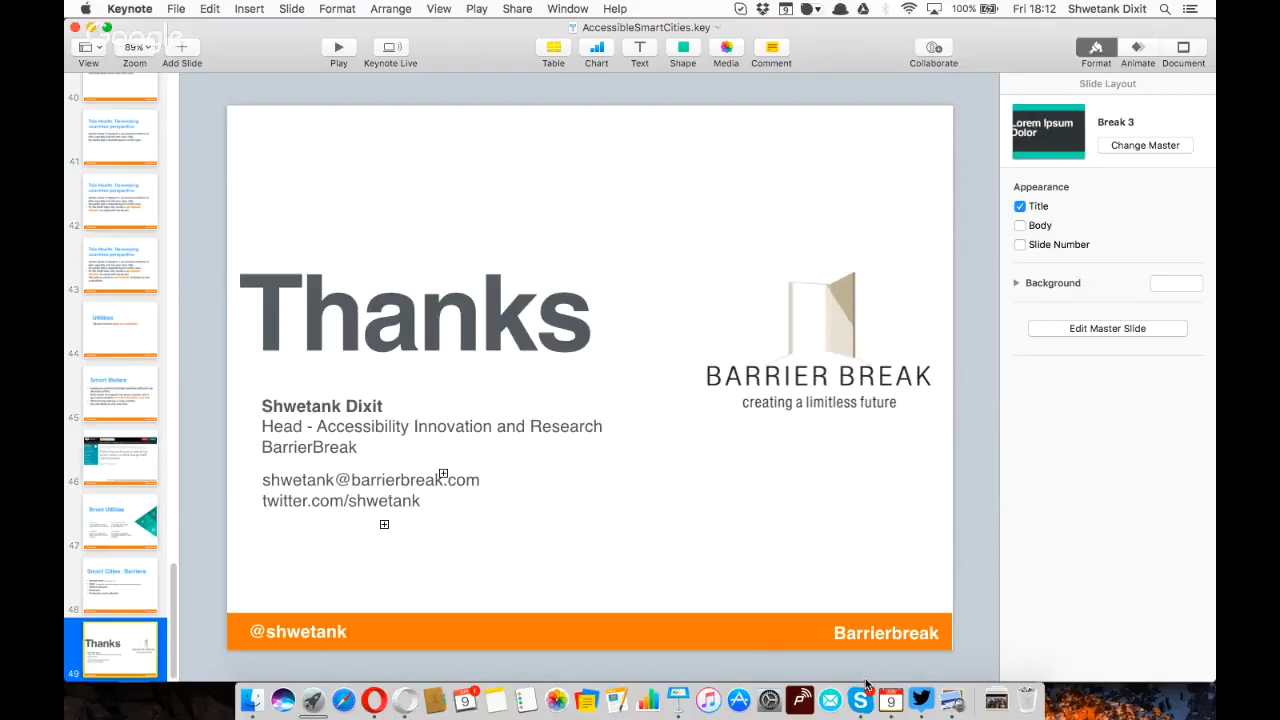 Keynote File Edit Insert Slide Format Arrange View Play Share Window Help 9 100% Fri 18:12 Shwetank Dixit
AccessibleSmartCities.key
89%
View Zoom Add Slide Play Keynote Live Table Chart Text Shape Media Comment Collaborate Format Animate Document
Slide Layout
Lorem Ipsum
Dolor
Break 3
Change Master
Appearance
Title
Body
Slide Number
Background
Edit Master Slide
40
41
42
43
Utilities
44
Smart Meters
45
46
Smart Utilities
47
Smart Cities: Barriers
48
Thanks
49
Thanks
BARRIER BREAK
creating a limitless future
Shwetank Dixit
Head - Accessibility Innovation and Research
BarrierBreak
shwetank@barrierbreak.com
twitter.com/shwetank
@shwetank
Barrierbreak
9
9